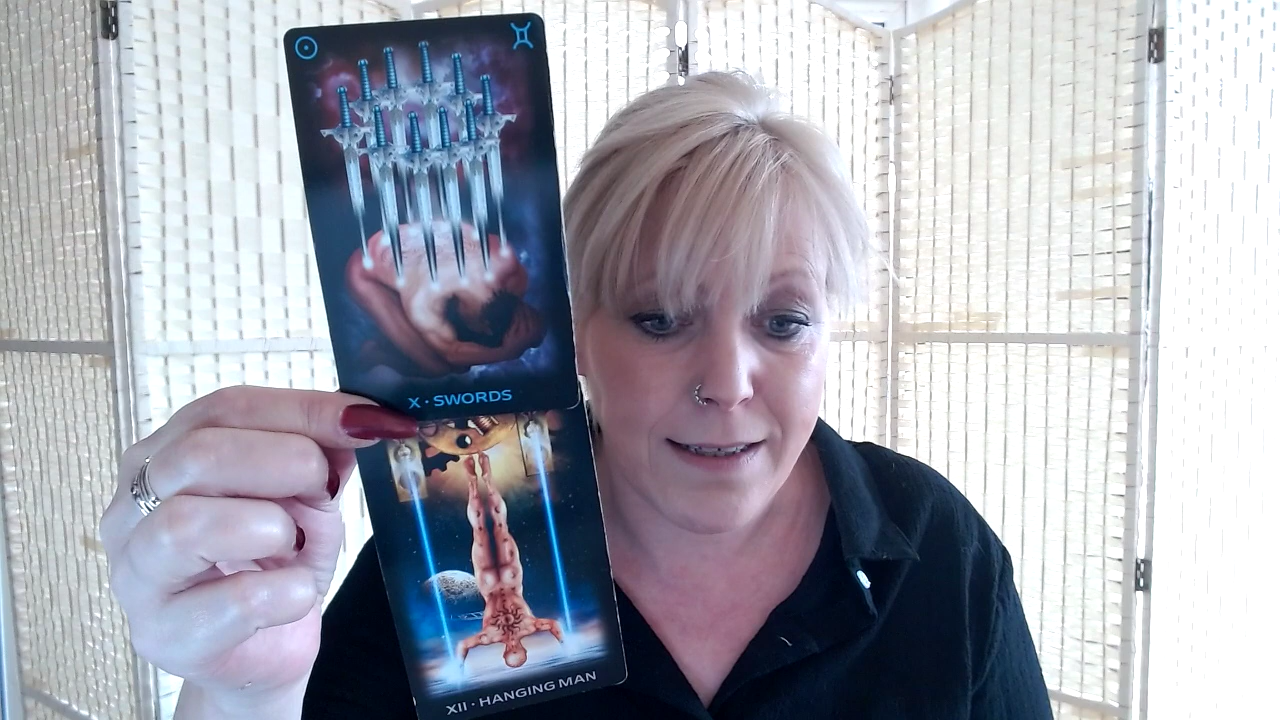 X • SWORDS
XII • HANGING MAN